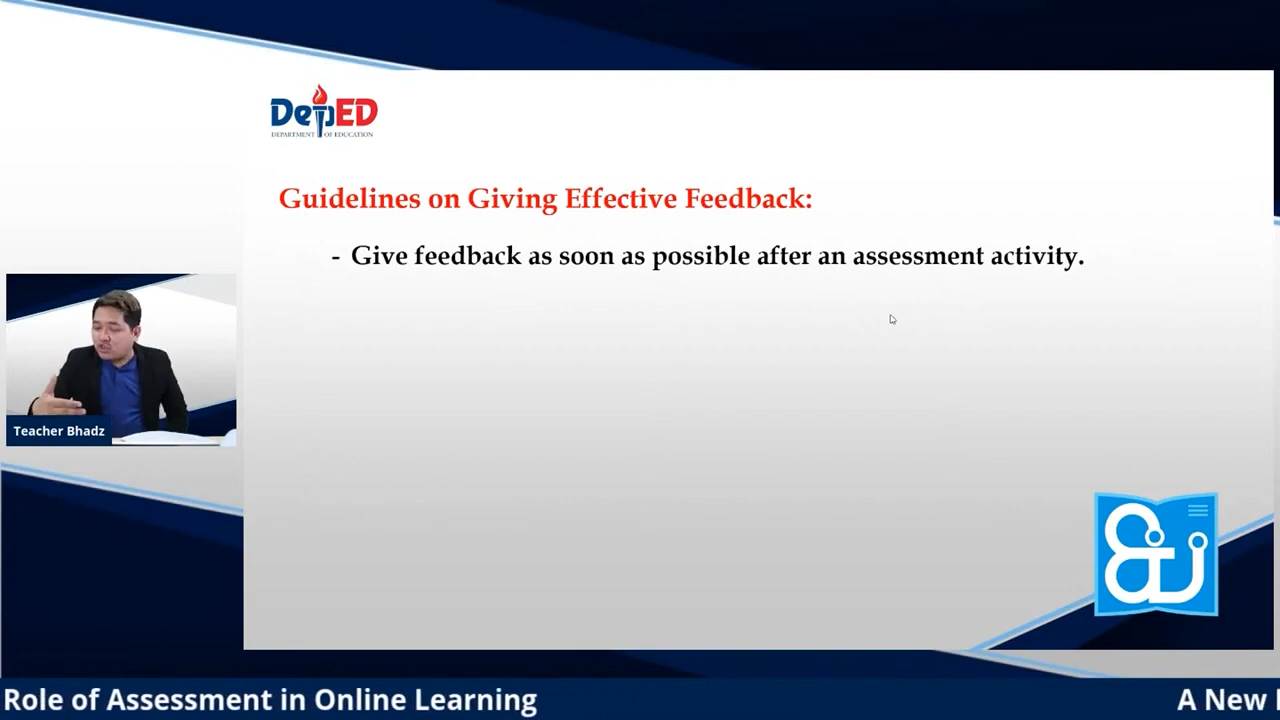 DepED
DEPARTMENT OF EDUCATION
Guidelines on Giving Effective Feedback:
- Give feedback as soon as possible after an assessment activity.
Teacher Bhadz
Role of Assessment in Online Learning
A New